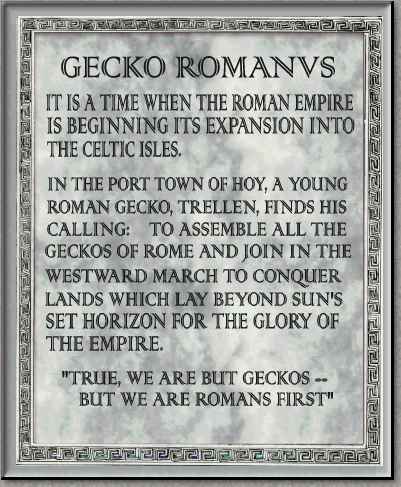 GECKO ROMANVS
IT IS A TIME WHEN THE ROMAN EMPIRE
IS BEGINNING ITS EXPANSION INTO
THE CELTIC ISLES.
IN THE PORT TOWN OF HOY, A YOUNG
ROMAN GECKO, TRELLEN, FINDS HIS
CALLING: TO ASSEMBLE ALL THE
GECKOS OF ROME AND JOIN IN THE
WESTWARD MARCH TO CONQUER
LANDS WHICH LAY BEYOND SUN'S
SET HORIZON FOR THE GLORY OF
THE EMPIRE.
"TRUE, WE ARE BUT GECKOS --
BUT WE ARE ROMANS FIRST"